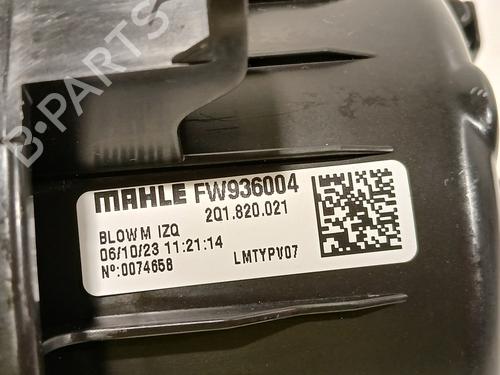 B-PARTS
MAHLE FW936004
2Q1.820.021
BLOW M IZQ
06/10/23 11:21:14
Nº:0074658 LMTYPV07